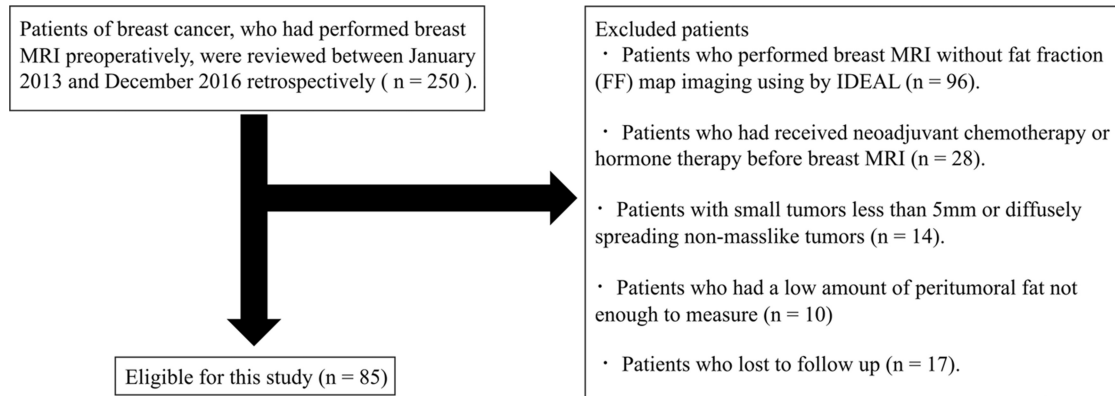 Patients of breast cancer, who had performed breast
MRI preoperatively, were reviewed between January
2013 and December 2016 retrospectively ( n = 250 ).
Eligible for this study (n = 85)
Excluded patients
・ Patients who performed breast MRI without fat fraction
(FF) map imaging using by IDEAL (n = 96).
・ Patients who had received neoadjuvant chemotherapy or
hormone therapy before breast MRI (n = 28).
・ Patients with small tumors less than 5mm or diffusely
spreading non-masslike tumors (n = 14).
・ Patients who had a low amount of peritumoral fat not
enough to measure (n = 10)
・ Patients who lost to follow up (n = 17).